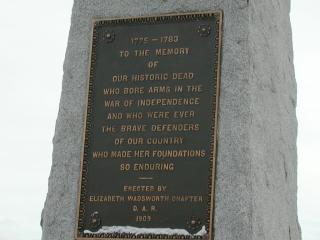 1775 - 1783
TO THE MEMORY
OF
OUR HISTORIC DEAD
WHO BORE ARMS IN THE
WAR OF INDEPENDENCE
AND WHO WERE EVER
THE BRAVE DEFENDERS
OF OUR COUNTRY
WHO MADE HER FOUNDATIONS
SO ENDURING
ERECTED BY
ELIZABETH WADSWORTH CHAPTER
D. A. R.
1909